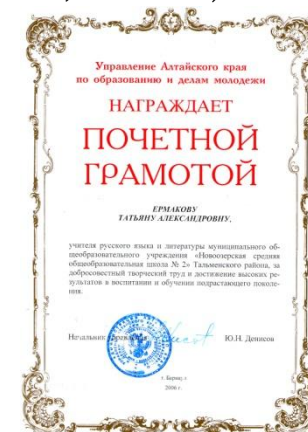 Управление Алтайского края
по образованию и делам молодежи
НАГРАЖДАЕТ
ПОЧЕТНОЙ
ГРАМОТОЙ
ЕРМАКОВУ
ТАТЬЯНУ АЛЕКСАНДРОВНУ,
учителя русского языка и литературы муниципального об-
щеобразовательного учреждения «Новоозерская средняя
общеобразовательная школа № 2» Тальменского района, за
добросовестный творческий труд и достижение высоких ре-
зультатов в воспитании и обучении подрастающего поколе-
ния.
Начальник управления Ю.Н. Денисов
2006 г.